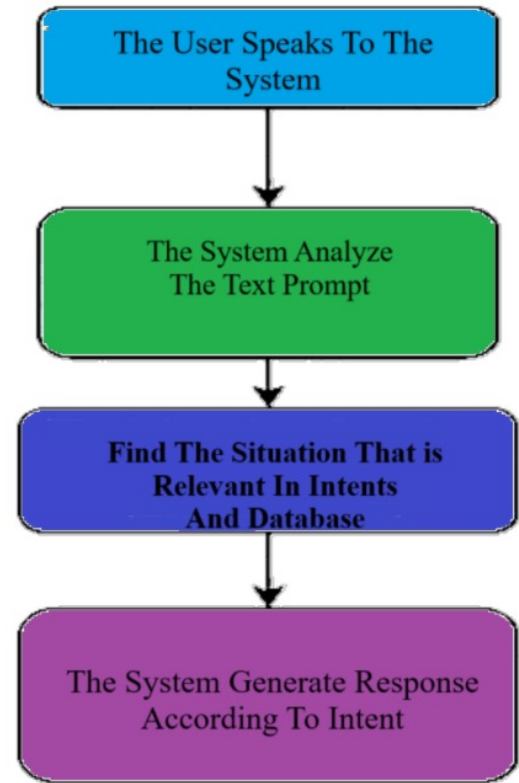 The User Speaks To The
System
The System Analyze
The Text Prompt
Find The Situation That is
Relevant In Intents
And Database
The System Generate Response
According To Intent